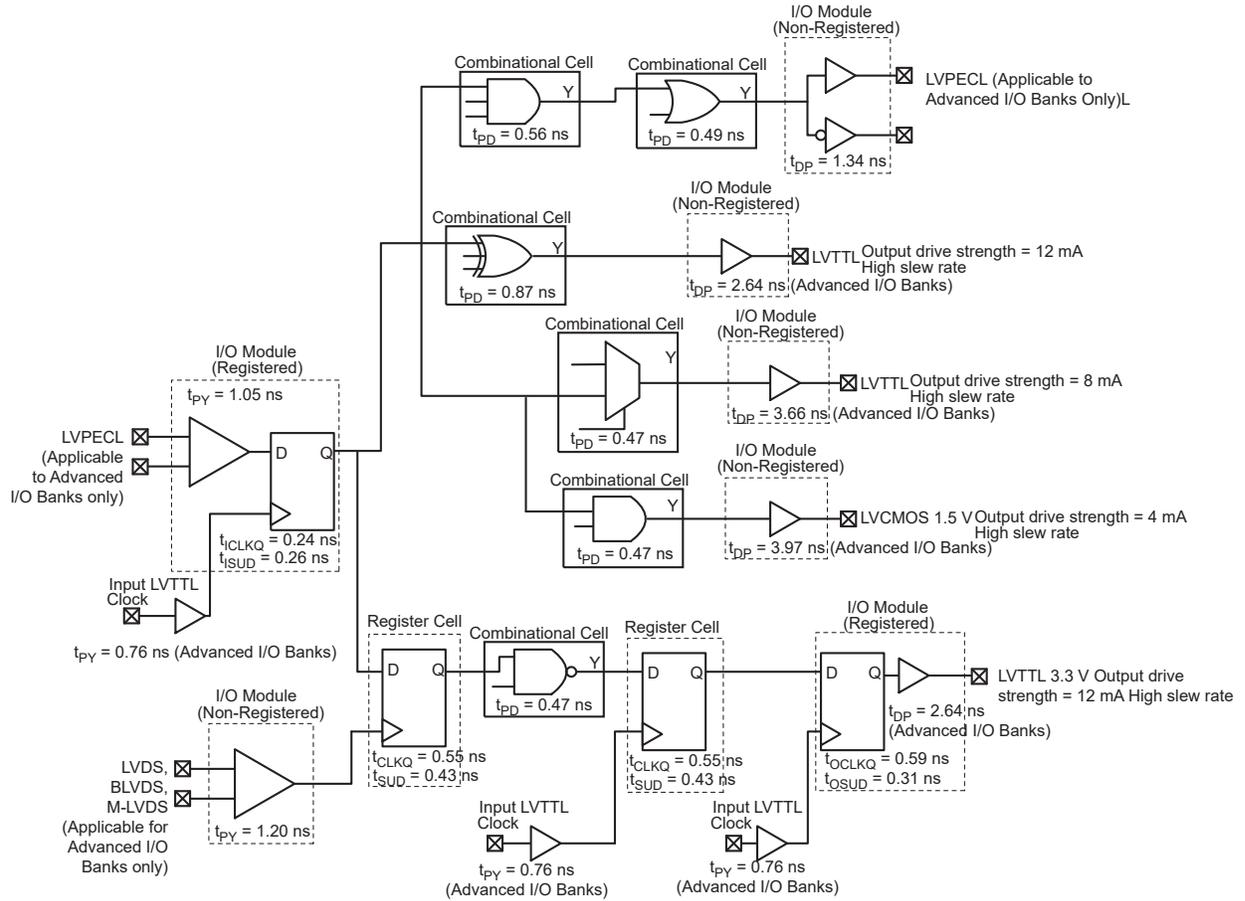 I/O Module
(Non-Registered)
Combinational Cell
Y
tPD = 0.56 ns
Combinational Cell
Y
tPD = 0.49 ns
tDP = 1.34 ns
LVPECL (Applicable to
Advanced I/O Banks Only)L
I/O Module
(Non-Registered)
Combinational Cell
Y
tPD = 0.87 ns
tDP = 2.64 ns
LVTTL Output drive strength = 12 mA
High slew rate
(Advanced I/O Banks)
I/O Module
(Non-Registered)
Combinational Cell
Y
tPD = 0.47 ns
tDP = 3.66 ns
LVTTL Output drive strength = 8 mA
High slew rate
(Advanced I/O Banks)
I/O Module
(Non-Registered)
Combinational Cell
Y
tPD = 0.47 ns
tDP = 3.97 ns
LVCMOS 1.5 V Output drive strength = 4 mA
High slew rate
(Advanced I/O Banks)
I/O Module
(Registered)
tPY = 1.05 ns
LVPECL
(Applicable
to Advanced
I/O Banks only)
D
Q
tICLKQ = 0.24 ns
tISUD = 0.26 ns
Input LVTTL
Clock
tPY = 0.76 ns (Advanced I/O Banks)
I/O Module
(Non-Registered)
LVDS,
BLVDS,
M-LVDS
(Applicable for
Advanced I/O
Banks only)
tPY = 1.20 ns
Register Cell
D
Q
tCLKQ = 0.55 ns
tSUD = 0.43 ns
Combinational Cell
Y
tPD = 0.47 ns
Register Cell
D
Q
tCLKQ = 0.55 ns
tSUD = 0.43 ns
Input LVTTL
Clock
tPY = 0.76 ns
(Advanced I/O Banks)
I/O Module
(Registered)
D
Q
tDP = 2.64 ns
(Advanced I/O Banks)
tOCLKQ = 0.59 ns
tOSUD = 0.31 ns
LVTTL 3.3 V Output drive
strength = 12 mA High slew rate
Input LVTTL
Clock
tPY = 0.76 ns
(Advanced I/O Banks)